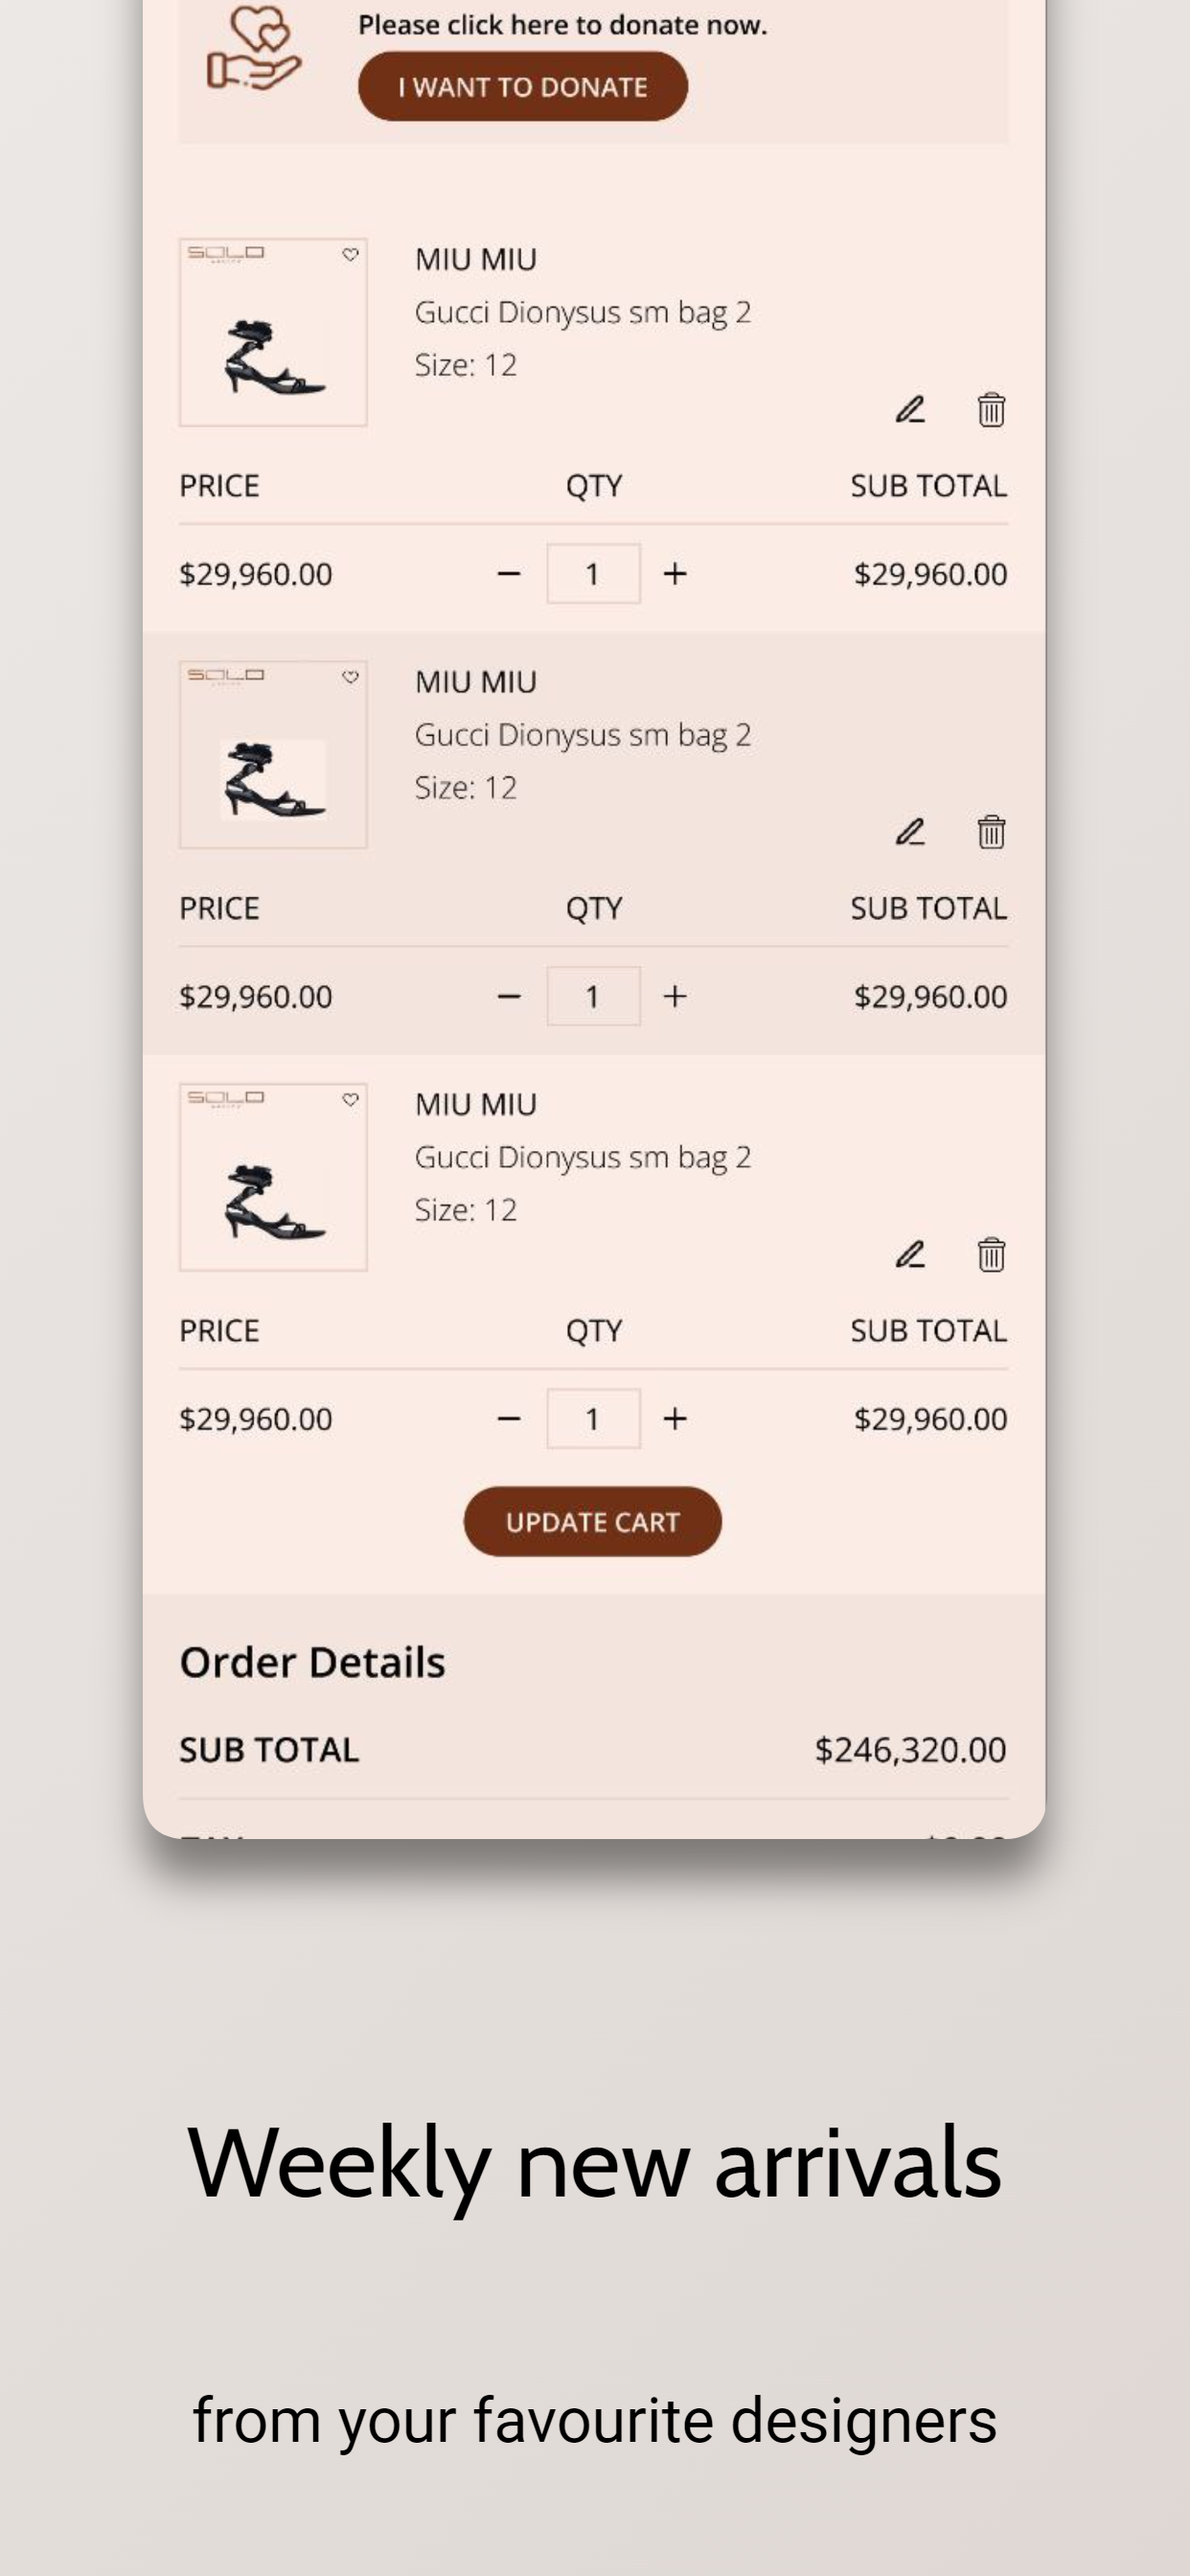 Please click here to donate now.
I WANT TO DONATE
SOLO
MIU MIU
Gucci Dionysus sm bag 2
Size: 12
PRICE QTY SUB TOTAL
$29,960.00 − 1 + $29,960.00
SOLO
MIU MIU
Gucci Dionysus sm bag 2
Size: 12
PRICE QTY SUB TOTAL
$29,960.00 − 1 + $29,960.00
SOLO
MIU MIU
Gucci Dionysus sm bag 2
Size: 12
PRICE QTY SUB TOTAL
$29,960.00 − 1 + $29,960.00
UPDATE CART
Order Details
SUB TOTAL $246,320.00
Weekly new arrivals
from your favourite designers